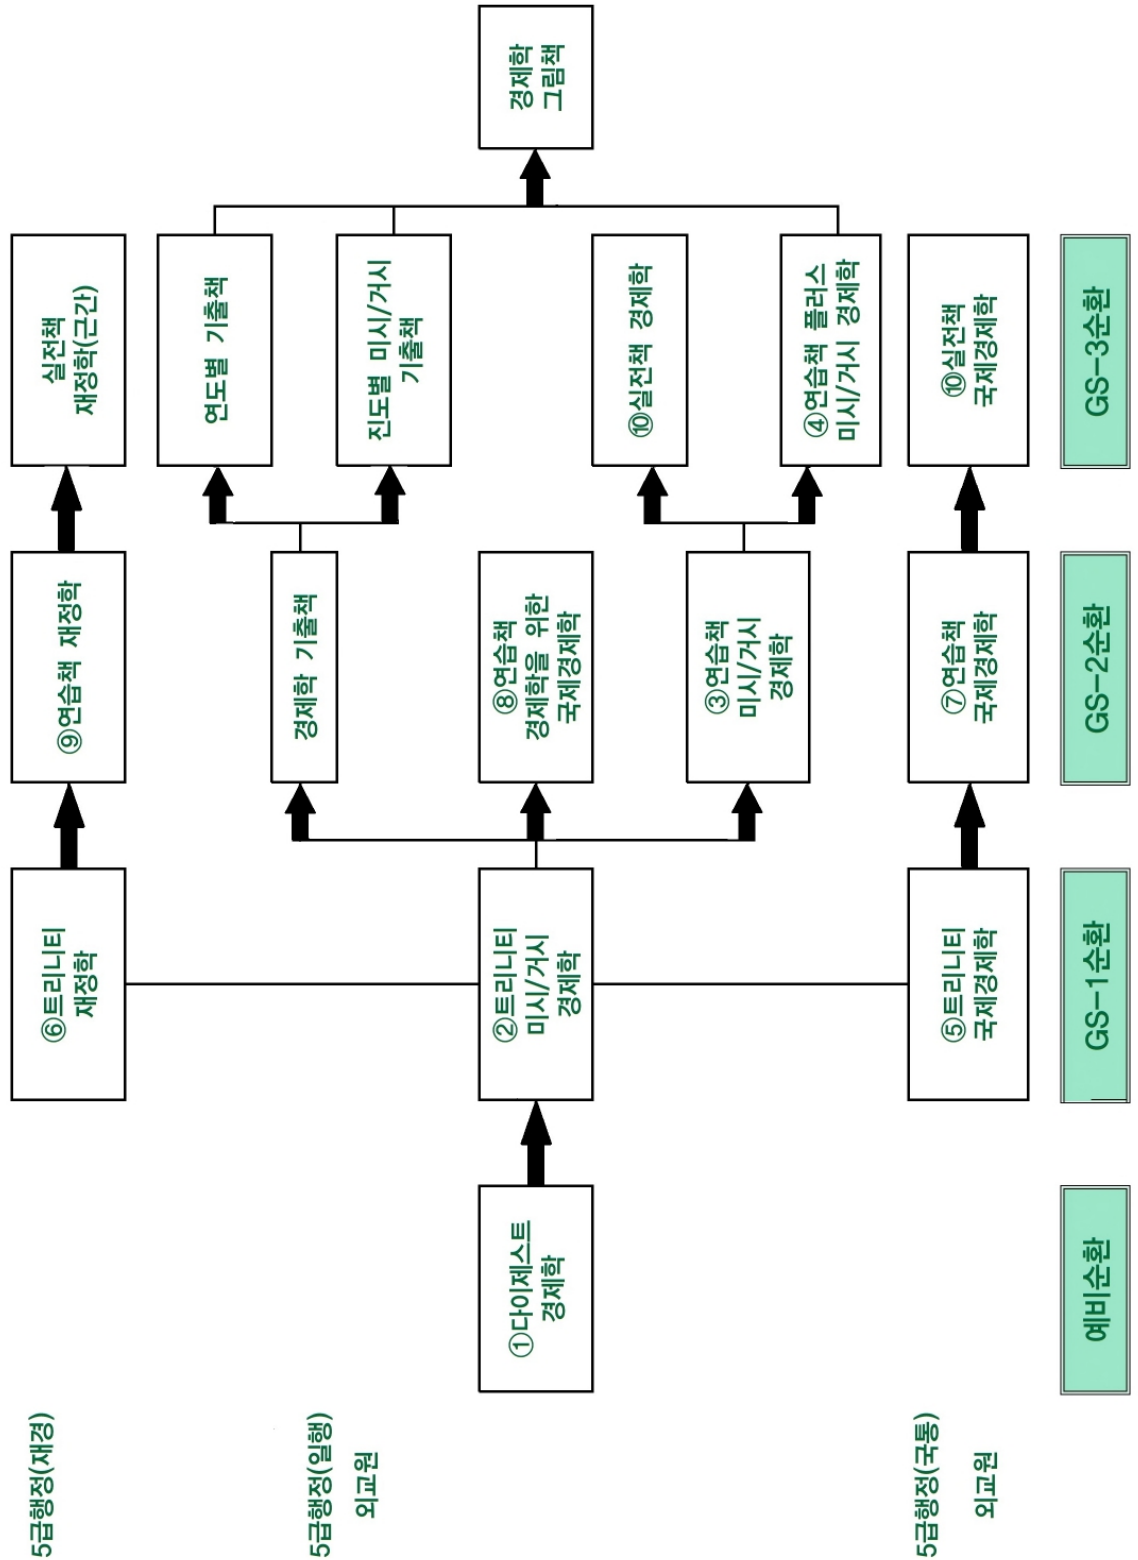 5급행정(재경)
5급행정(일행)
외교원
5급행정(국통)
외교원
①다이제스트
경제학
예비순환
⑥트리니티
재정학
②트리니티
미시/거시
경제학
⑤트리니티
국제경제학
GS-1순환
⑨연습책 재정학
경제학 기출책
⑧연습책
경제학을 위한
국제경제학
③연습책
미시/거시
경제학
⑦연습책
국제경제학
GS-2순환
실전책
재정학(근간)
연도별 기출책
진도별 미시/거시
기출책
⑩실전책 경제학
④연습책 플러스
미시/거시 경제학
⑩실전책
국제경제학
GS-3순환
경제학
그림책